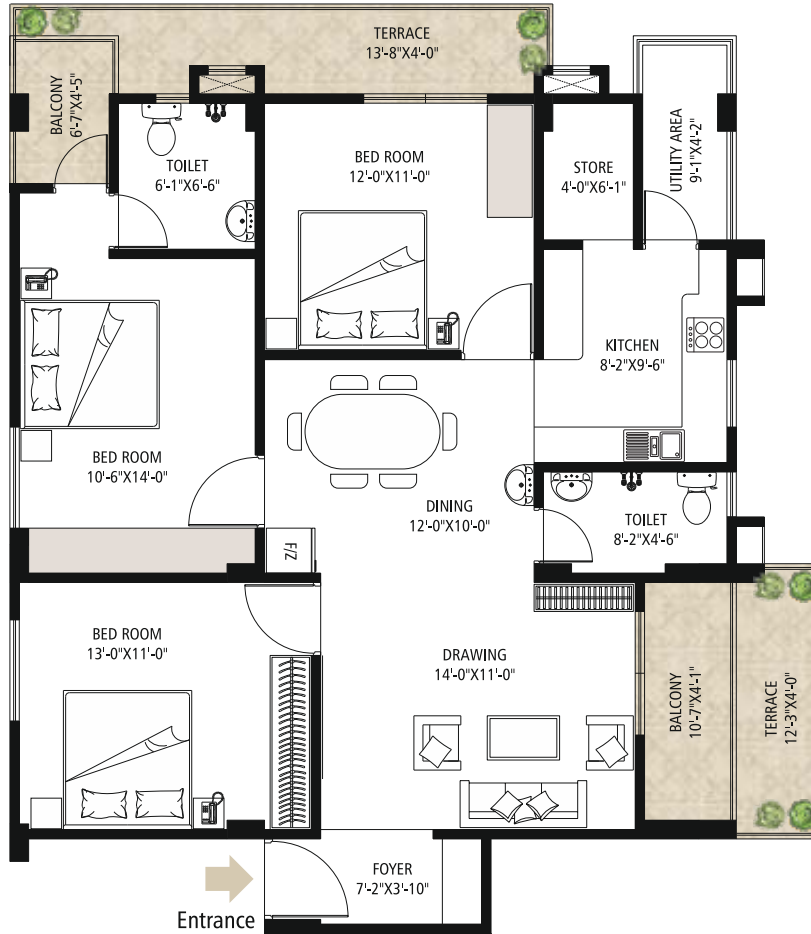 TERRACE
13'-8"X4'-0"
BALCONY
6'-7"X4'-5"
TOILET
6'-1"X6'-6"
BED ROOM
12'-0"X11'-0"
STORE
4'-0"X6'-1"
UTILITY AREA
9'-1"X4'-2"
KITCHEN
8'-2"X9'-6"
BED ROOM
10'-6"X14'-0"
DINING
12'-0"X10'-0"
TOILET
8'-2"X4'-6"
F/Z
BED ROOM
13'-0"X11'-0"
DRAWING
14'-0"X11'-0"
BALCONY
10'-7"X4'-1"
TERRACE
12'-3"X4'-0"
FOYER
7'-2"X3'-10"
Entrance